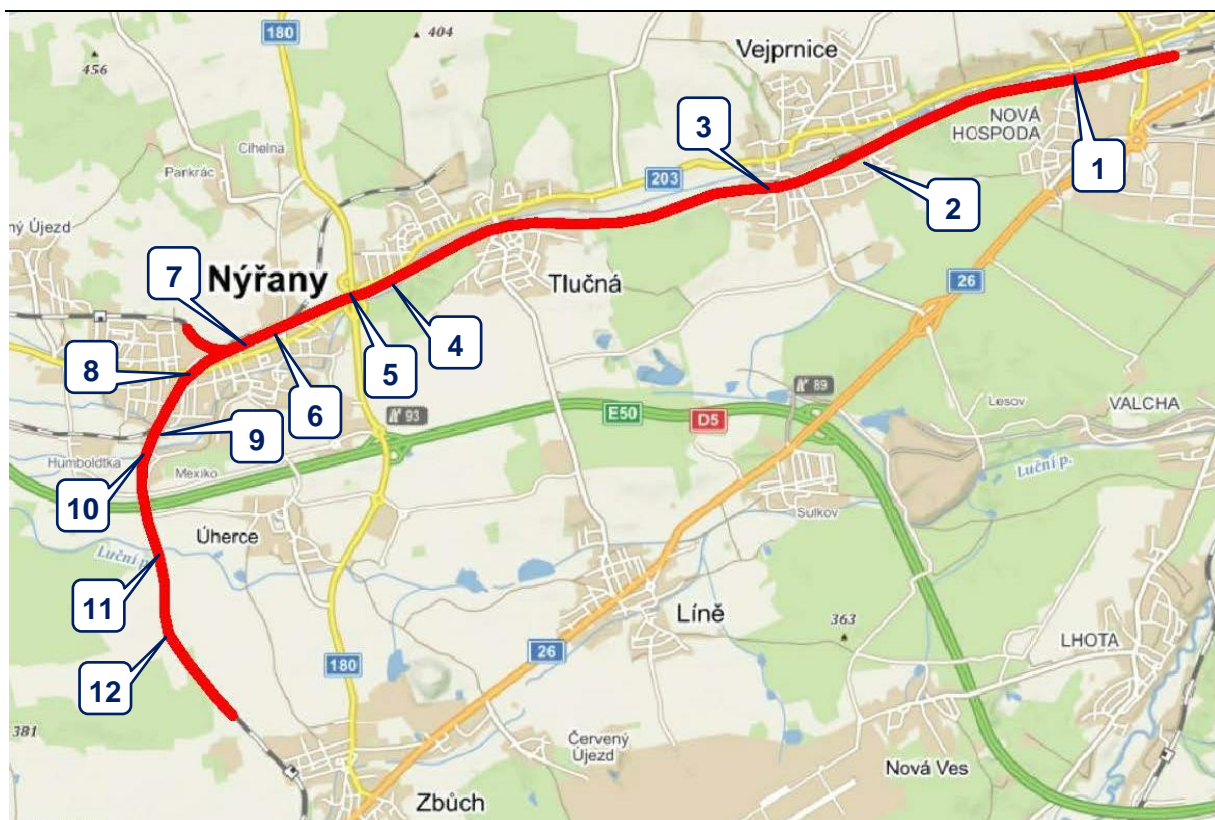 180
404
456
Vejprnice
NOVÁ
HOSPODA
1
3
2
Cihelna
Pankrác
203
ný Újezd
7
Nýřany
26
Tlučná
4
5
8
6
89
E50
D5
93
Lesov
VALCHA
9
Humboldtka
Mexiko
Luční p.
10
Sulkov
Úherce
Luční p.
11
Líně
363
LHOTA
26
180
12
381
Červený
Újezd
Nová Ves
Zbůch